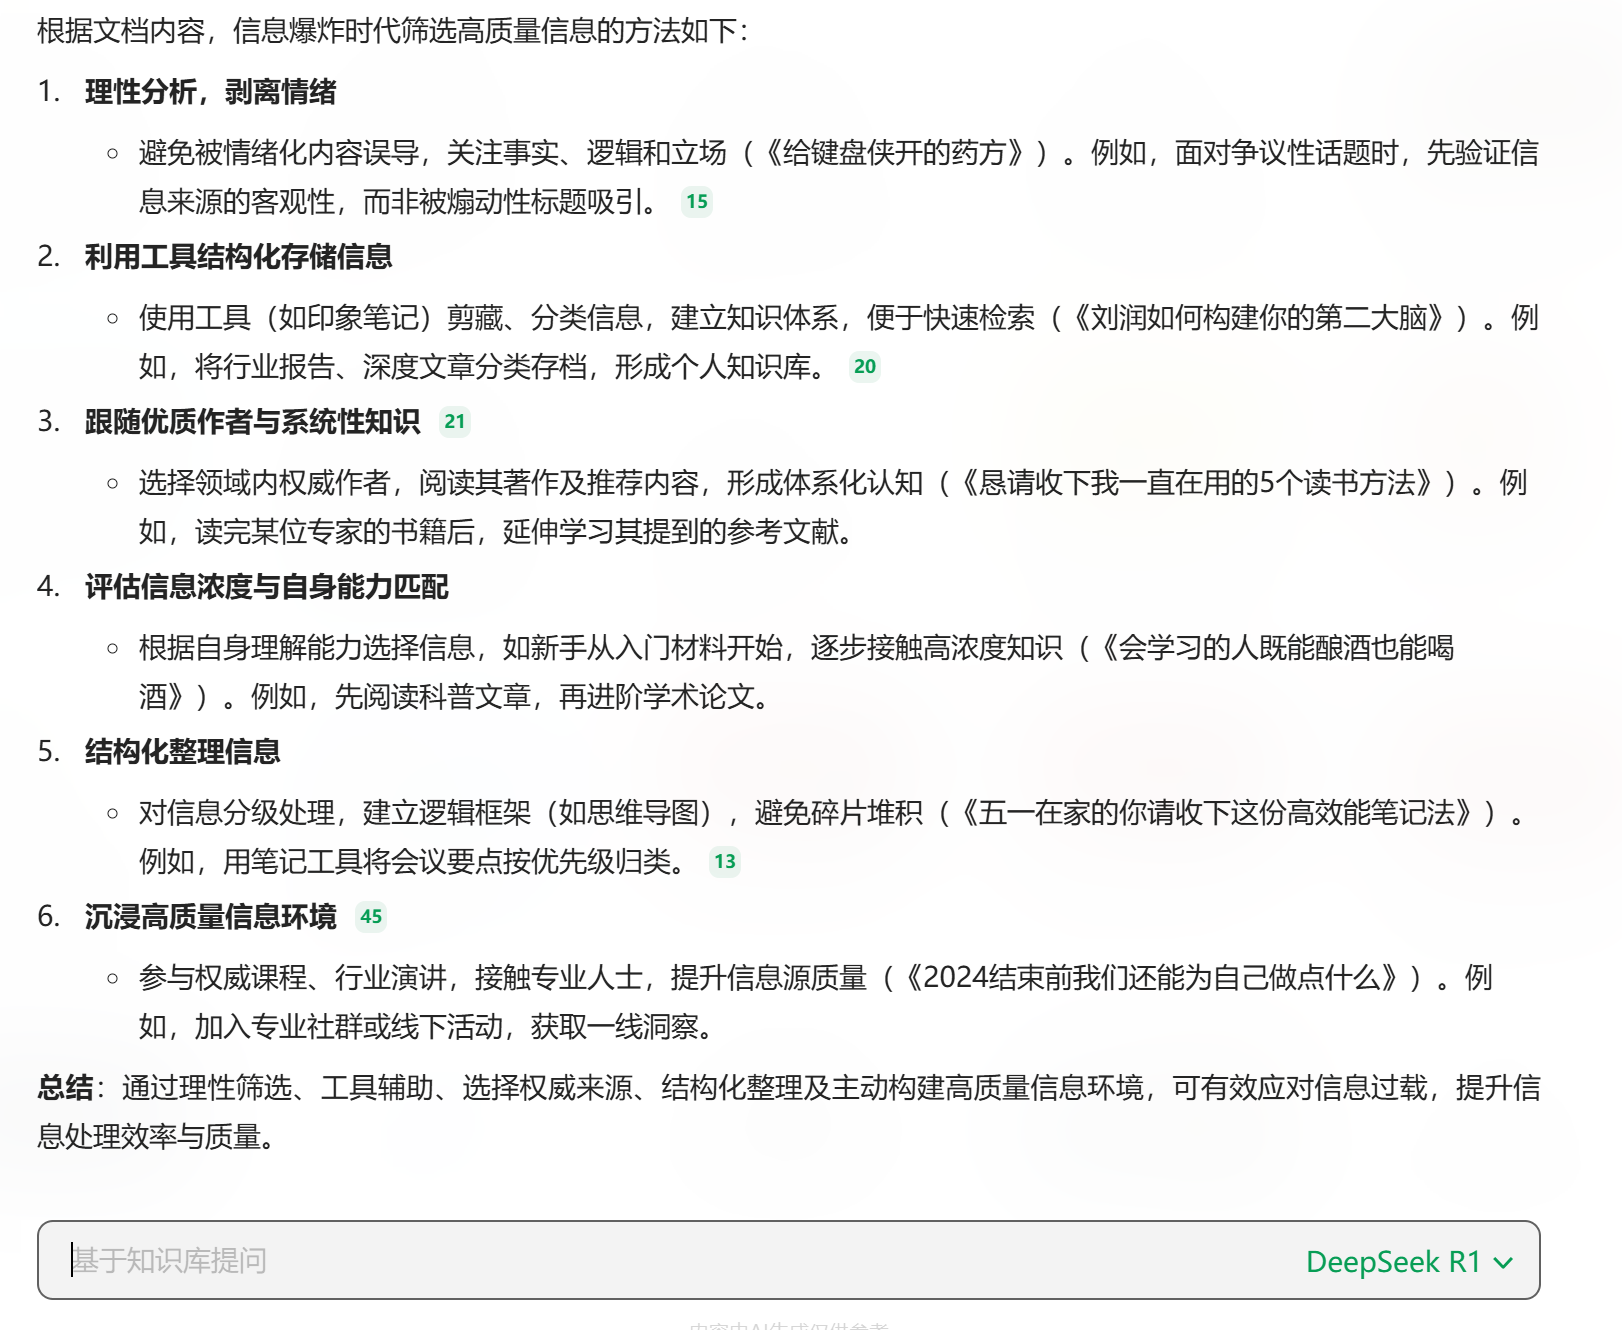 根据文档内容，信息爆炸时代筛选高质量信息的方法如下：
1. 理性分析，剥离情绪
○ 避免被情绪化内容误导，关注事实、逻辑和立场（《给键盘侠开的药方》）。例如，面对争议性话题时，先验证信
息来源的客观性，而非被煽动性标题吸引。 15
2. 利用工具结构化存储信息
○ 使用工具（如印象笔记）剪藏、分类信息，建立知识体系，便于快速检索（《刘润如何构建你的第二大脑》）。例
如，将行业报告、深度文章分类存档，形成个人知识库。 20
3. 跟随优质作者与系统性知识 21
○ 选择领域内权威作者，阅读其著作及推荐内容，形成体系化认知（《恳请收下我一直在用的5个读书方法》）。例
如，读完某位专家的书籍后，延伸学习其提到的参考文献。
4. 评估信息浓度与自身能力匹配
○ 根据自身理解能力选择信息，如新手从入门材料开始，逐步接触高浓度知识（《会学习的人既能酿酒也能喝
酒》）。例如，先阅读科普文章，再进阶学术论文。
5. 结构化整理信息
○ 对信息分级处理，建立逻辑框架（如思维导图），避免碎片堆积（《五一在家的你请收下这份高效能笔记法》）。
例如，用笔记工具将会议要点按优先级归类。 13
6. 沉浸高质量信息环境 45
○ 参与权威课程、行业演讲，接触专业人士，提升信息源质量（《2024结束前我们还能为自己做点什么》）。例
如，加入专业社群或线下活动，获取一线洞察。
总结：通过理性筛选、工具辅助、选择权威来源、结构化整理及主动构建高质量信息环境，可有效应对信息过载，提升信
息处理效率与质量。
基于知识库提问 DeepSeek R1
内容由AI生成仅供参考